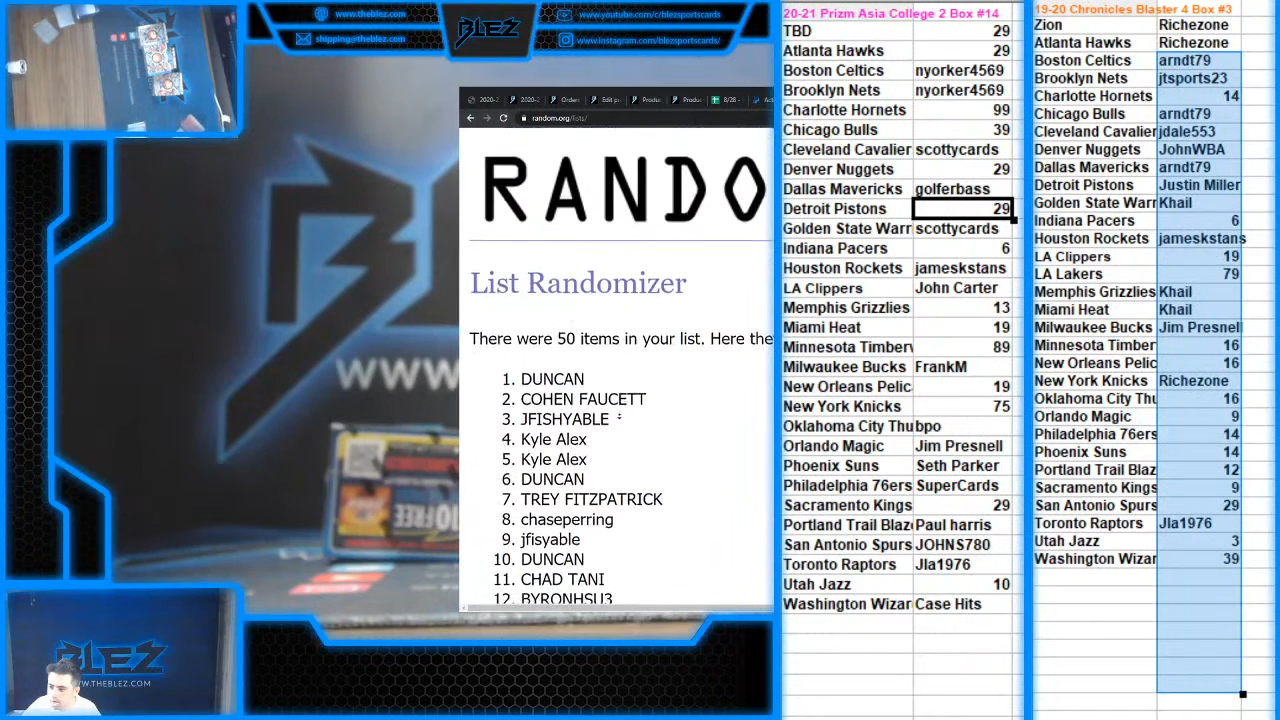 www.theblez.com
shipping@theblez.com
BLEZ
www.youtube.com/c/blezsportscards/
www.instagram.com/blezsportscards/
random.org/lists/
RANDO
List Randomizer
There were 50 items in your list. Here the
1. DUNCAN
2. COHEN FAUCETT
3. JFISHYABLE
4. Kyle Alex
5. Kyle Alex
6. DUNCAN
7. TREY FITZPATRICK
8. chaseperring
9. jfisyable
10. DUNCAN
11. CHAD TANI
12. BYRONHSU3
WWW.
BLEZ
WWW.THEBLEZ.COM
20-21 Prizm Asia College 2 Box #14
TBD 29
Atlanta Hawks 29
Boston Celtics nyorker4569
Brooklyn Nets nyorker4569
Charlotte Hornets 99
Chicago Bulls 39
Cleveland Cavalier scottycards
Denver Nuggets 29
Dallas Mavericks golferbass
Detroit Pistons 29
Golden State Warr scottycards
Indiana Pacers 6
Houston Rockets jameskstans
LA Clippers John Carter
Memphis Grizzlies 13
Miami Heat 19
Minnesota Timberv 89
Milwaukee Bucks FrankM
New Orleans Pelic 19
New York Knicks 75
Oklahoma City Thu bpo
Orlando Magic Jim Presnell
Phoenix Suns Seth Parker
Philadelphia 76ers SuperCards
Sacramento Kings 29
Portland Trail Blaze Paul harris
San Antonio Spurs JOHNS780
Toronto Raptors Jla1976
Utah Jazz 10
Washington Wizar Case Hits
19-20 Chronicles Blaster 4 Box #3
Zion Richezone
Atlanta Hawks Richezone
Boston Celtics arndt79
Brooklyn Nets jtsports23
Charlotte Hornets 14
Chicago Bulls arndt79
Cleveland Cavalier jdale553
Denver Nuggets JohnWBA
Dallas Mavericks arndt79
Detroit Pistons Justin Miller
Golden State Warr Khail
Indiana Pacers 6
Houston Rockets jameskstans
LA Clippers 19
LA Lakers 79
Memphis Grizzlies Khail
Miami Heat Khail
Milwaukee Bucks Jim Presnell
Minnesota Timber 16
New Orleans Pelic 16
New York Knicks Richezone
Oklahoma City Thu 16
Orlando Magic 9
Philadelphia 76ers 14
Phoenix Suns 14
Portland Trail Blaz 12
Sacramento Kings 9
San Antonio Spurs 29
Toronto Raptors Jla1976
Utah Jazz 3
Washington Wizar 39